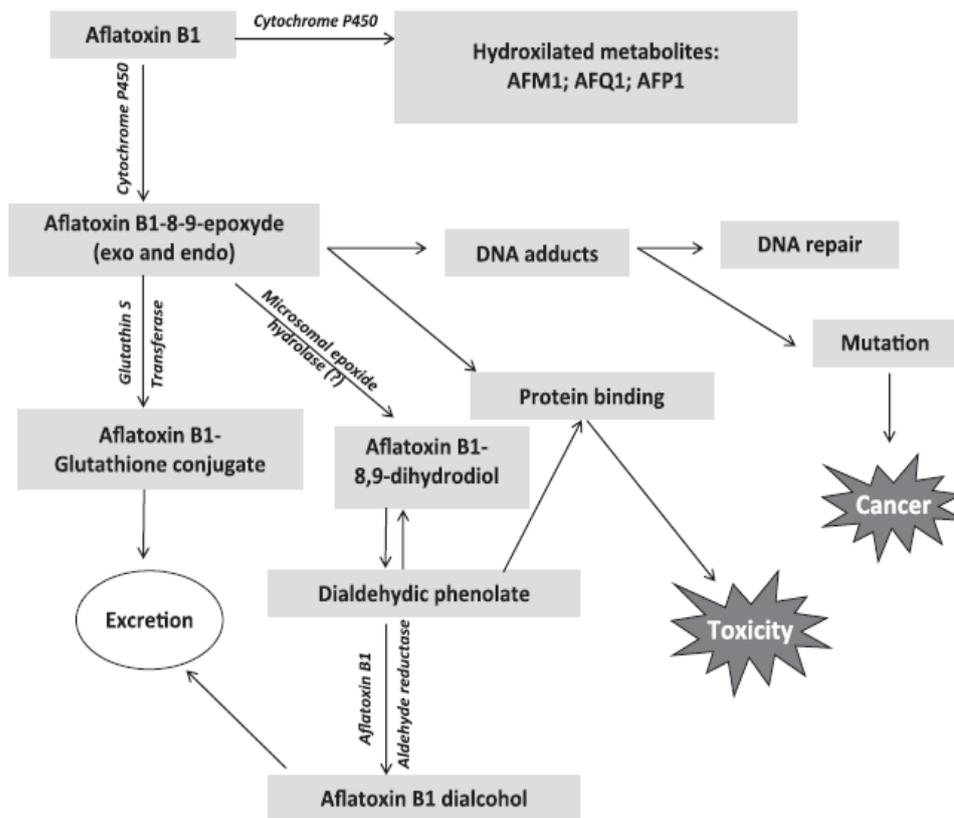 Aflatoxin B1
Cytochrome P450
Hydroxilated metabolites:
AFM1; AFQ1; AFP1
Cytochrome P450
Aflatoxin B1-8-9-epoxyde
(exo and endo)
DNA adducts
DNA repair
Glutathin S
Transferase
Microsomal epoxide
hydrolase (?)
Mutation
Protein binding
Aflatoxin B1-
Glutathione conjugate
Aflatoxin B1-
8,9-dihydrodiol
Cancer
Dialdehydic phenolate
Excretion
Toxicity
Aflatoxin B1
Aldehyde reductase
Aflatoxin B1 dialcohol